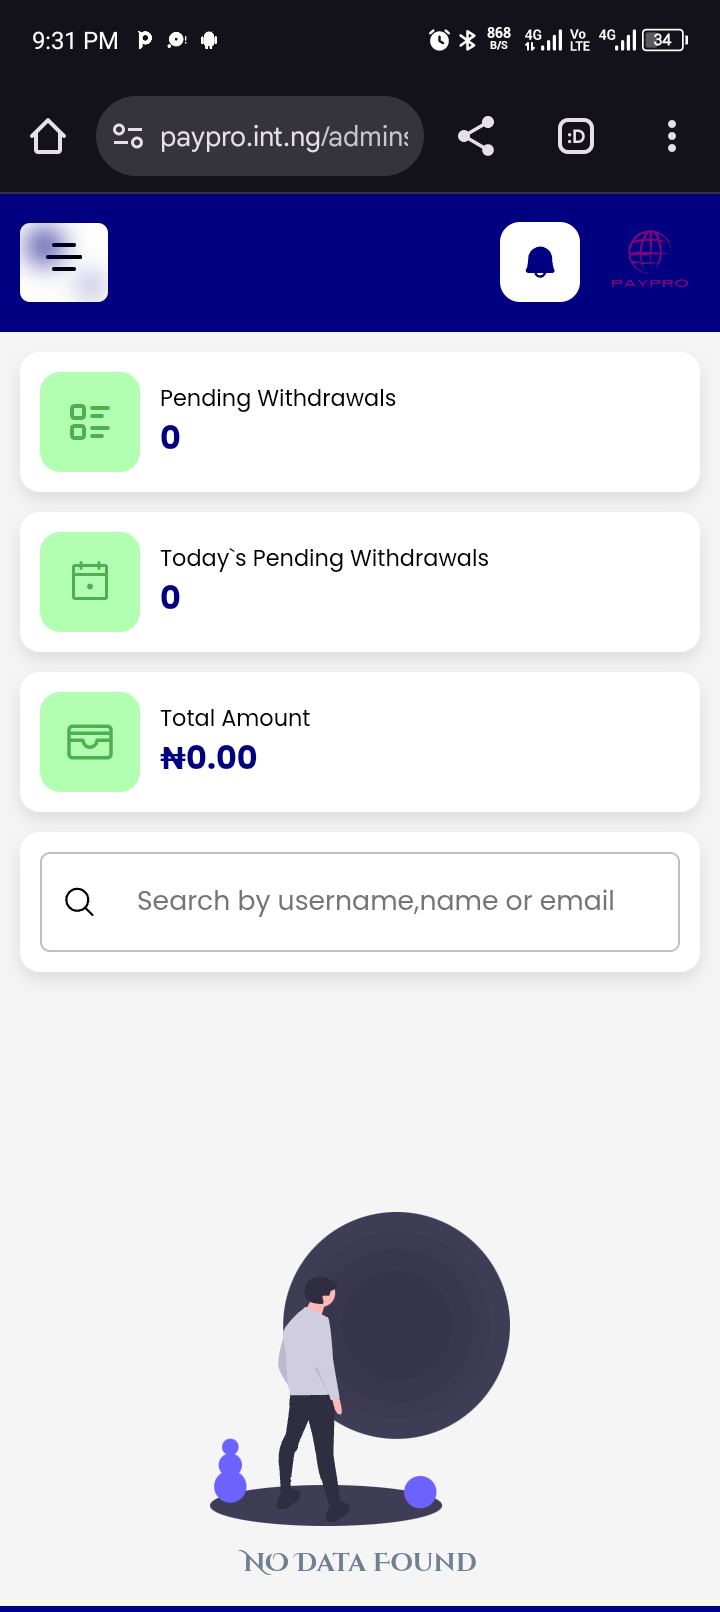 9:31 PM
868 B/S 4G Vo LTE 4G 34
paypro.int.ng/admin
:D
PAYPRO
Pending Withdrawals
0
Today`s Pending Withdrawals
0
Total Amount
₦0.00
Search by username,name or email
No Data Found